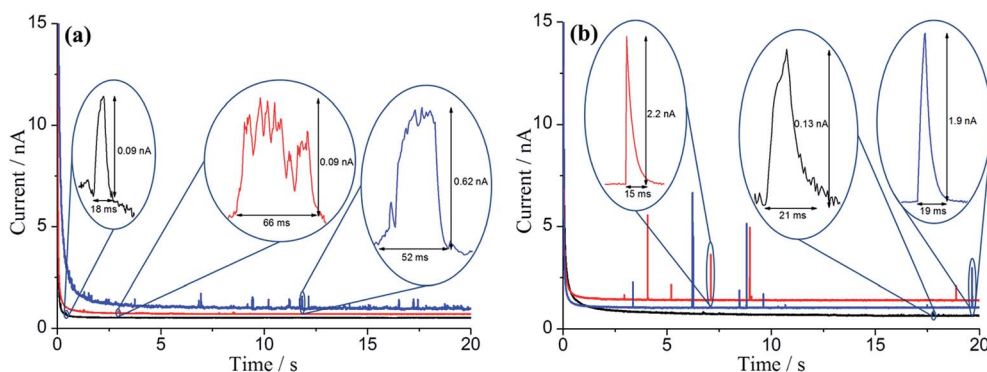 (a)
Current / nA
15
10
5
0
0.09 nA
18 ms
0.09 nA
66 ms
0.62 nA
52 ms
0 5 10 15 20
Time / s
(b)
Current / nA
15
10
5
0
2.2 nA
15 ms
0.13 nA
21 ms
1.9 nA
19 ms
0 5 10 15 20
Time / s